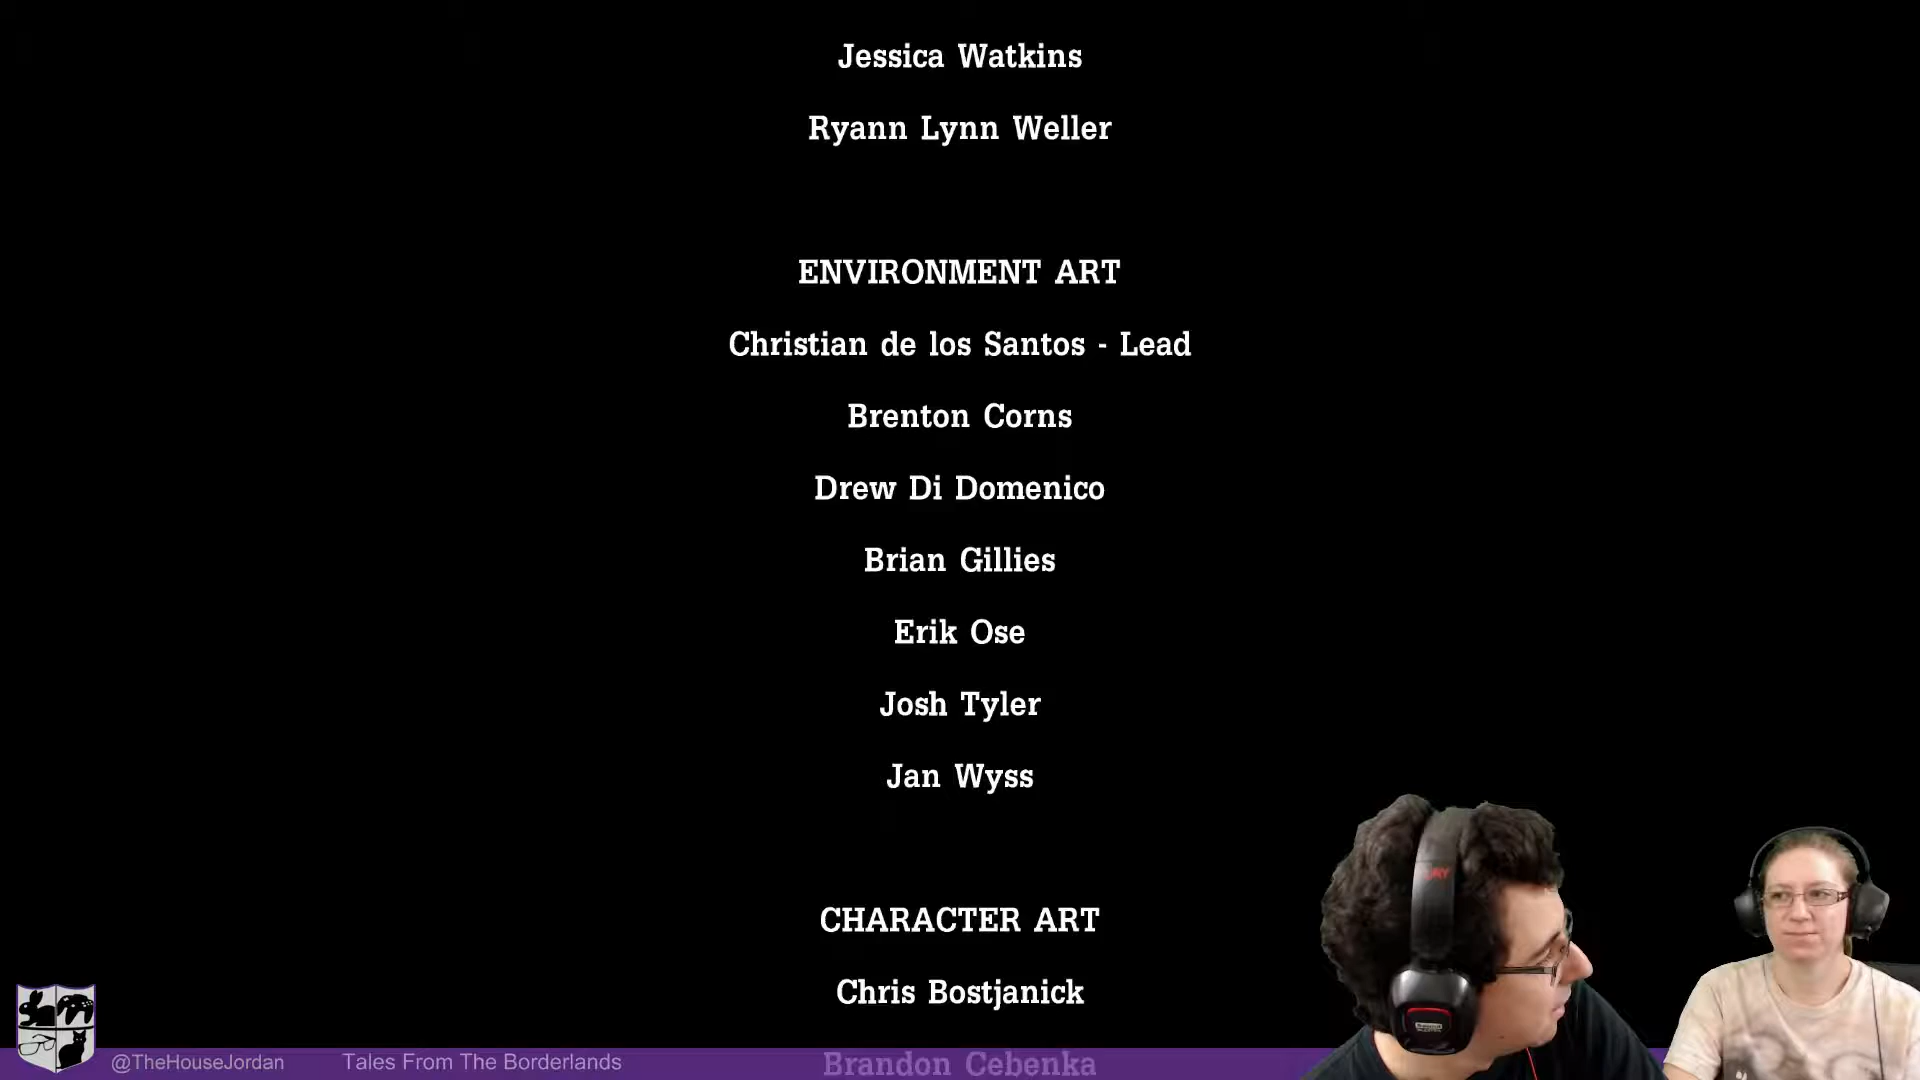 Jessica Watkins
Ryann Lynn Weller
ENVIRONMENT ART
Christian de los Santos - Lead
Brenton Corns
Drew Di Domenico
Brian Gillies
Erik Ose
Josh Tyler
Jan Wyss
CHARACTER ART
Chris Bostjanick
@TheHouseJordan Tales From The Borderlands Brandon Cebenka